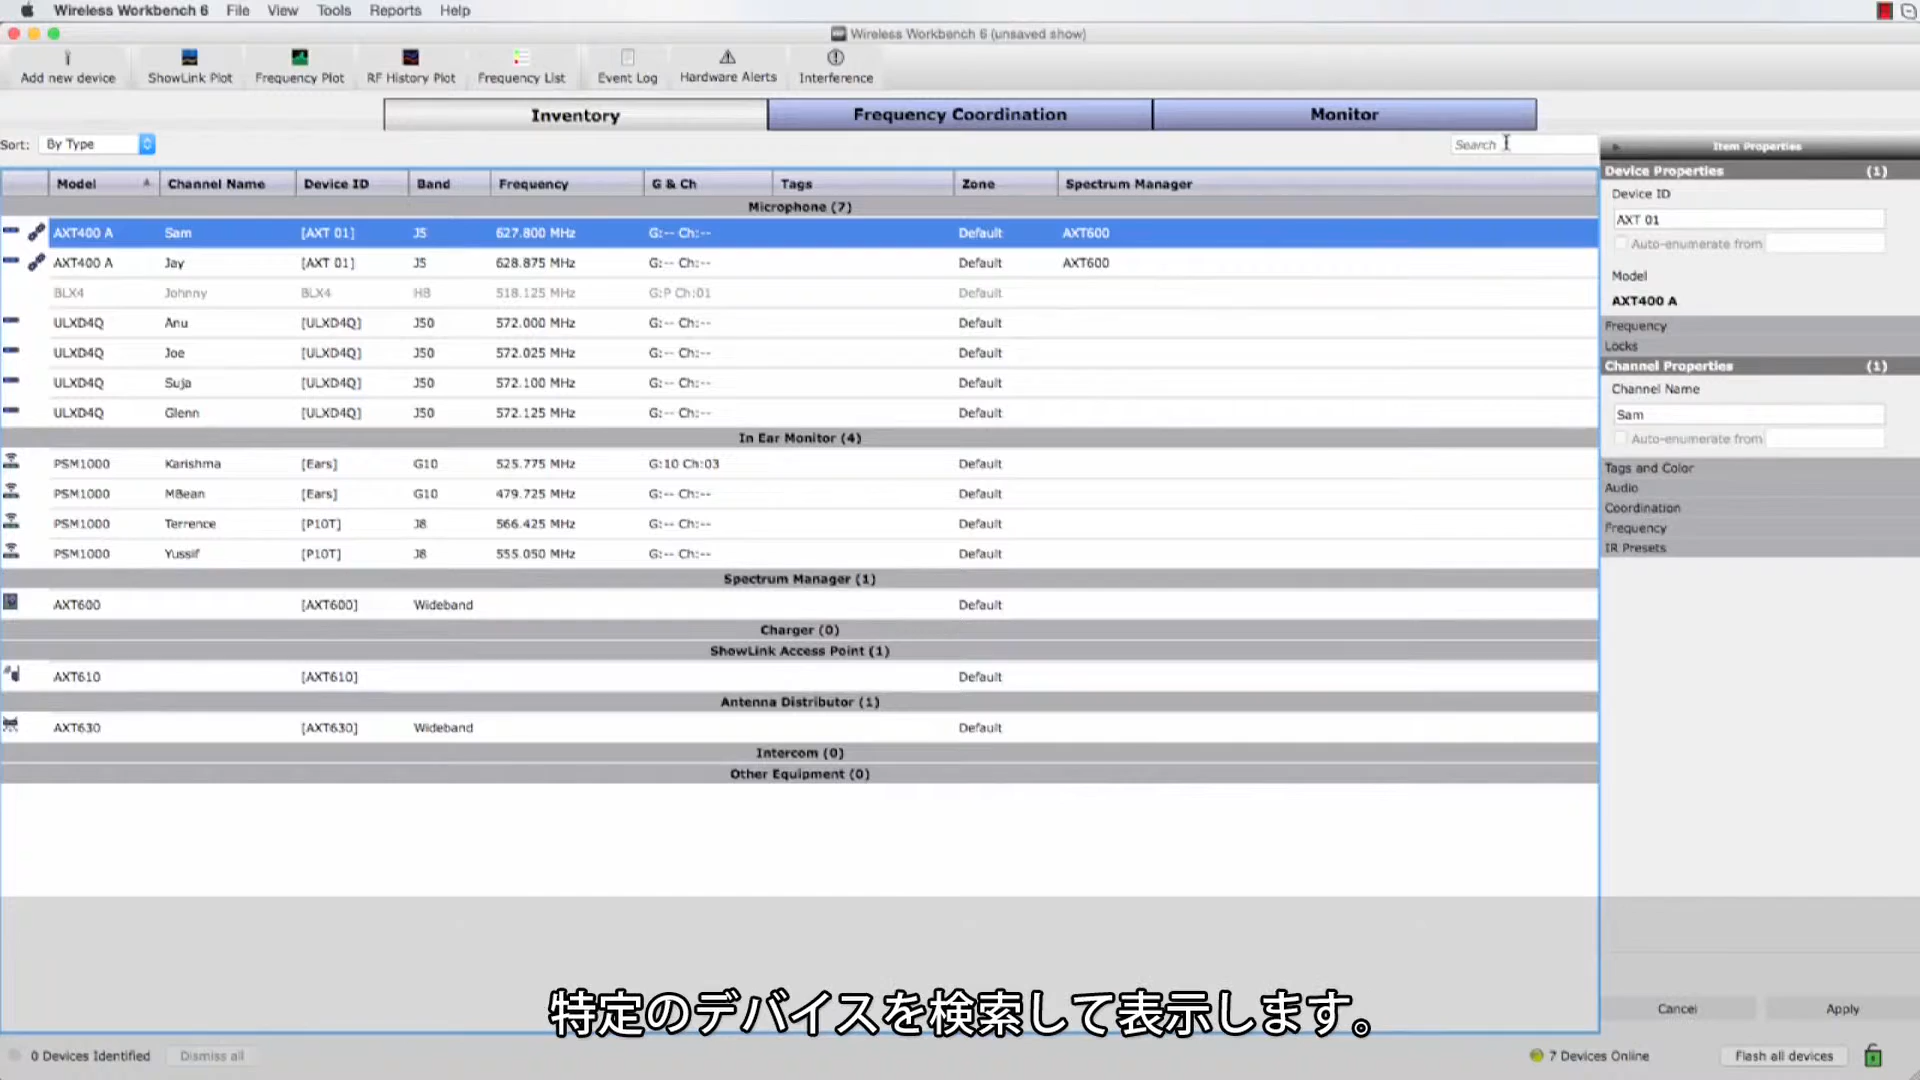 Wireless Workbench 6 File View Tools Reports Help
Wireless Workbench 6 (unsaved show)
Add new device ShowLink Plot Frequency Plot RF History Plot Frequency List Event Log Hardware Alerts Interference
Inventory Frequency Coordination Monitor
Sort: By Type Search
Model Channel Name Device ID Band Frequency G & Ch Tags Zone Spectrum Manager
Microphone (7)
AXT400 A Sam [AXT 01] J5 627.800 MHz G:-- Ch:-- Default AXT600
AXT400 A Jay [AXT 01] J5 628.875 MHz G:-- Ch:-- Default AXT600
BLX4 Johnny BLX4 H8 518.125 MHz G:P Ch:01 Default
ULXD4Q Anu [ULXD4Q] J50 572.000 MHz G:-- Ch:-- Default
ULXD4Q Joe [ULXD4Q] J50 572.025 MHz G:-- Ch:-- Default
ULXD4Q Suja [ULXD4Q] J50 572.100 MHz G:-- Ch:-- Default
ULXD4Q Glenn [ULXD4Q] J50 572.125 MHz G:-- Ch:-- Default
In Ear Monitor (4)
PSM1000 Karishma [Ears] G10 525.775 MHz G:10 Ch:03 Default
PSM1000 MBean [Ears] G10 479.725 MHz G:-- Ch:-- Default
PSM1000 Terrence [P10T] J8 566.425 MHz G:-- Ch:-- Default
PSM1000 Yussif [P10T] J8 555.050 MHz G:-- Ch:-- Default
Spectrum Manager (1)
AXT600 [AXT600] Wideband Default
Charger (0)
ShowLink Access Point (1)
AXT610 [AXT610] Default
Antenna Distributor (1)
AXT630 [AXT630] Wideband Default
Intercom (0)
Other Equipment (0)
Item Properties
Device Properties (1)
Device ID
AXT 01
Auto-enumerate from
Model
AXT400 A
Frequency
Locks
Channel Properties (1)
Channel Name
Sam
Auto-enumerate from
Tags and Color
Audio
Coordination
Frequency
IR Presets
Cancel Apply
特定のデバイスを検索して表示します。
0 Devices Identified Dismiss all 7 Devices Online Flash all devices